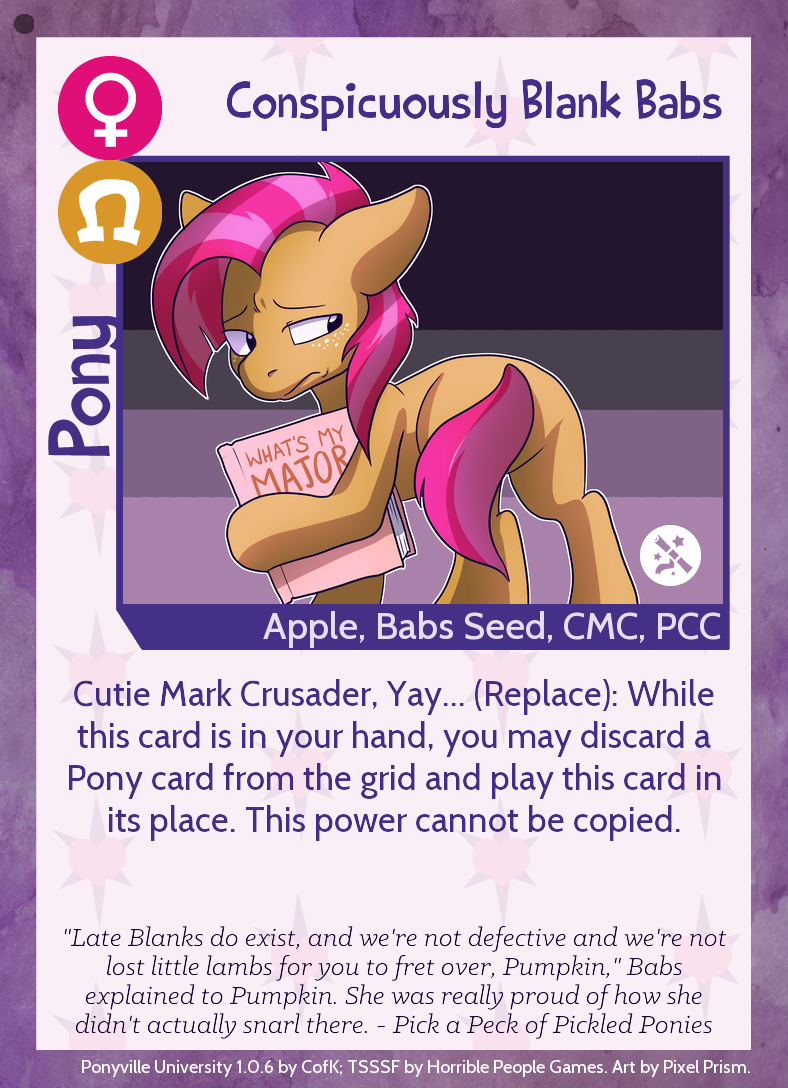 Conspicuously Blank Babs
Pony
WHAT'S MY
MAJOR
Apple, Babs Seed, CMC, PCC
Cutie Mark Crusader, Yay... (Replace): While
this card is in your hand, you may discard a
Pony card from the grid and play this card in
its place. This power cannot be copied.
"Late Blanks do exist, and we're not defective and we're not
lost little lambs for you to fret over, Pumpkin," Babs
explained to Pumpkin. She was really proud of how she
didn't actually snarl there. - Pick a Peck of Pickled Ponies
Ponyville University 1.0.6 by CofK; TSSSF by Horrible People Games. Art by Pixel Prism.